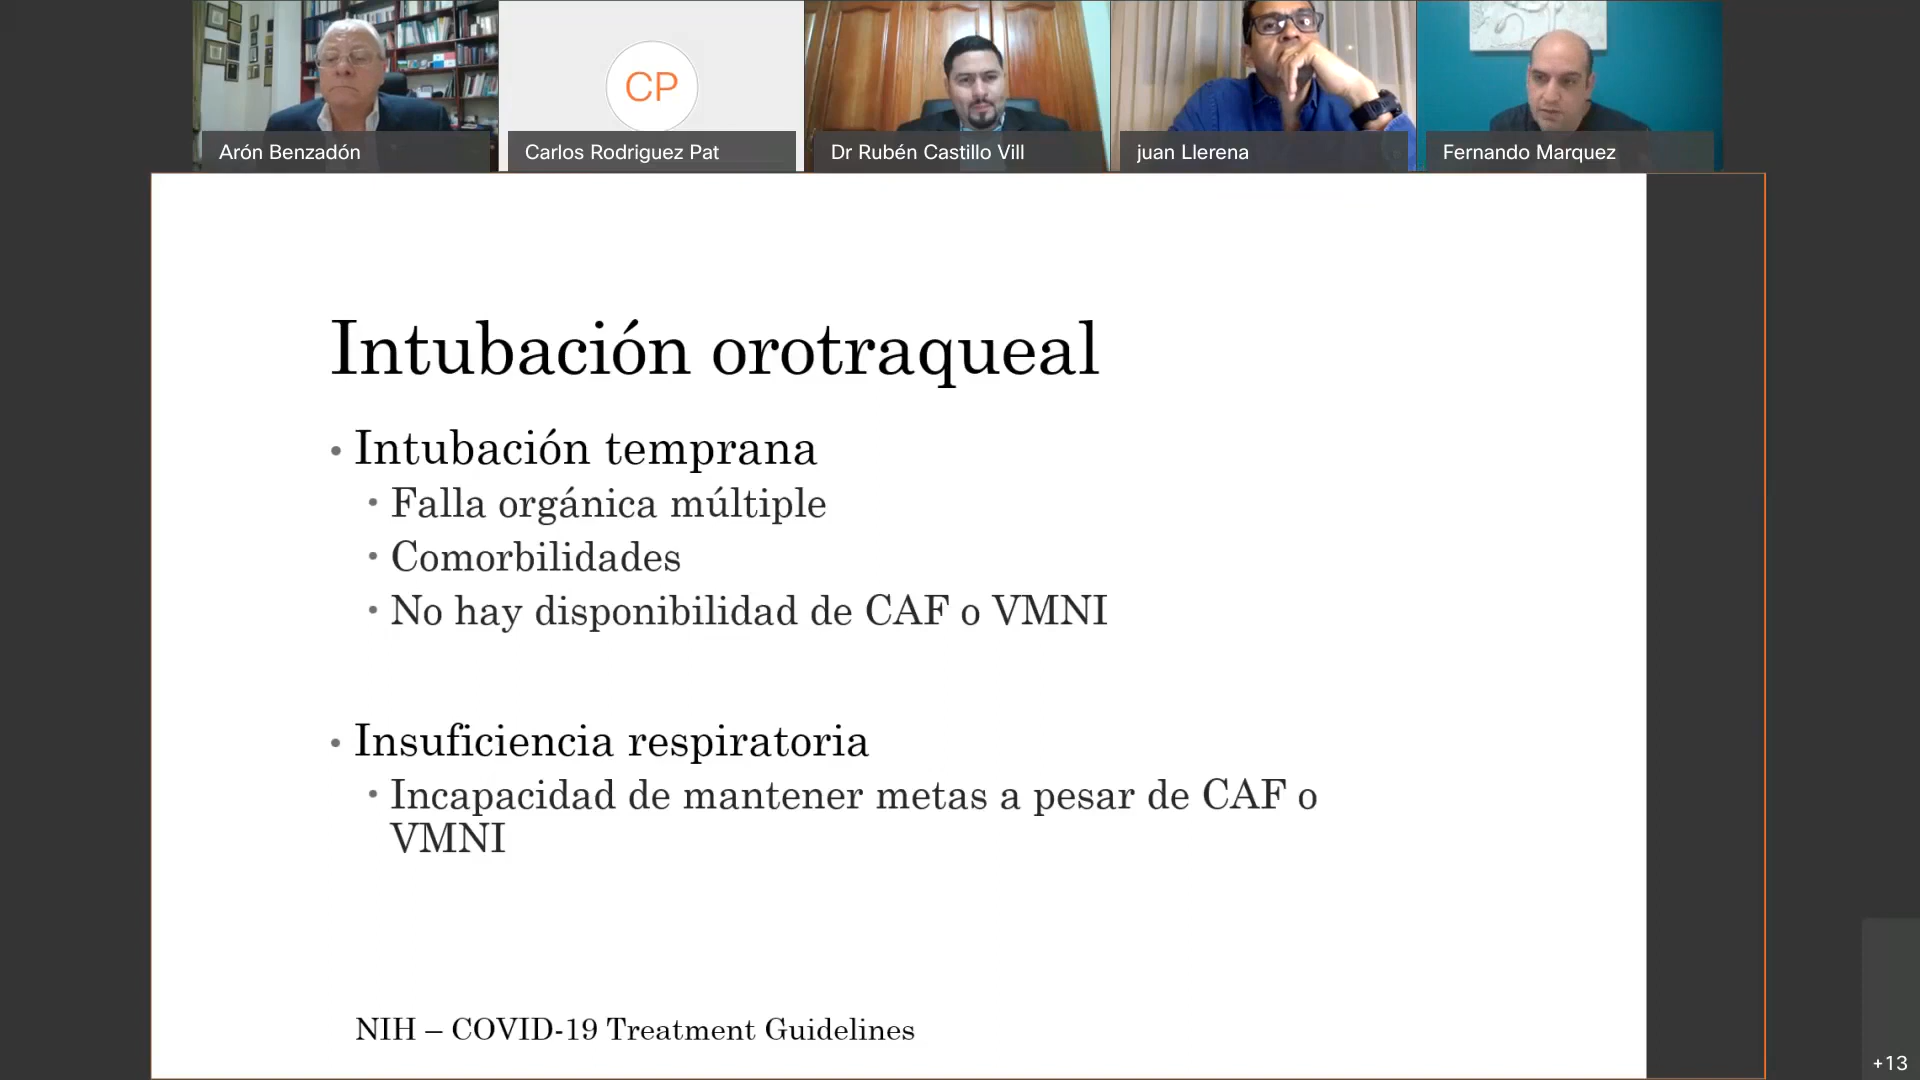 Arón Benzadón
CP
Carlos Rodriguez Pat
Dr Rubén Castillo Vill
juan Llerena
Fernando Marquez
Intubación orotraqueal
• Intubación temprana
• Falla orgánica múltiple
• Comorbilidades
• No hay disponibilidad de CAF o VMNI
• Insuficiencia respiratoria
• Incapacidad de mantener metas a pesar de CAF o
VMNI
NIH – COVID-19 Treatment Guidelines
+13